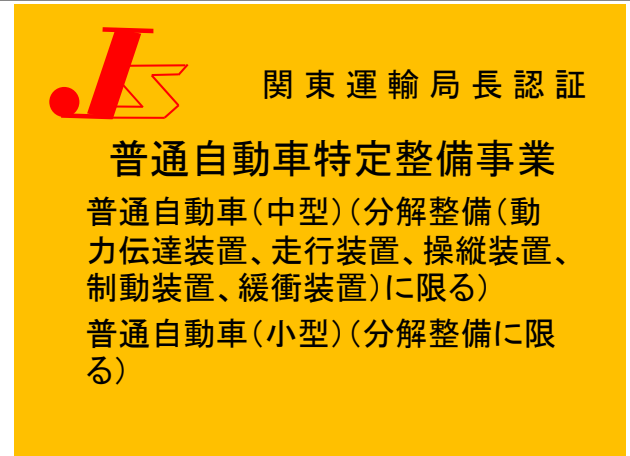 JS
関東運輸局長認証
普通自動車特定整備事業
普通自動車（中型）（分解整備（動
力伝達装置、走行装置、操縦装置、
制動装置、緩衝装置）に限る）
普通自動車（小型）（分解整備に限
る）